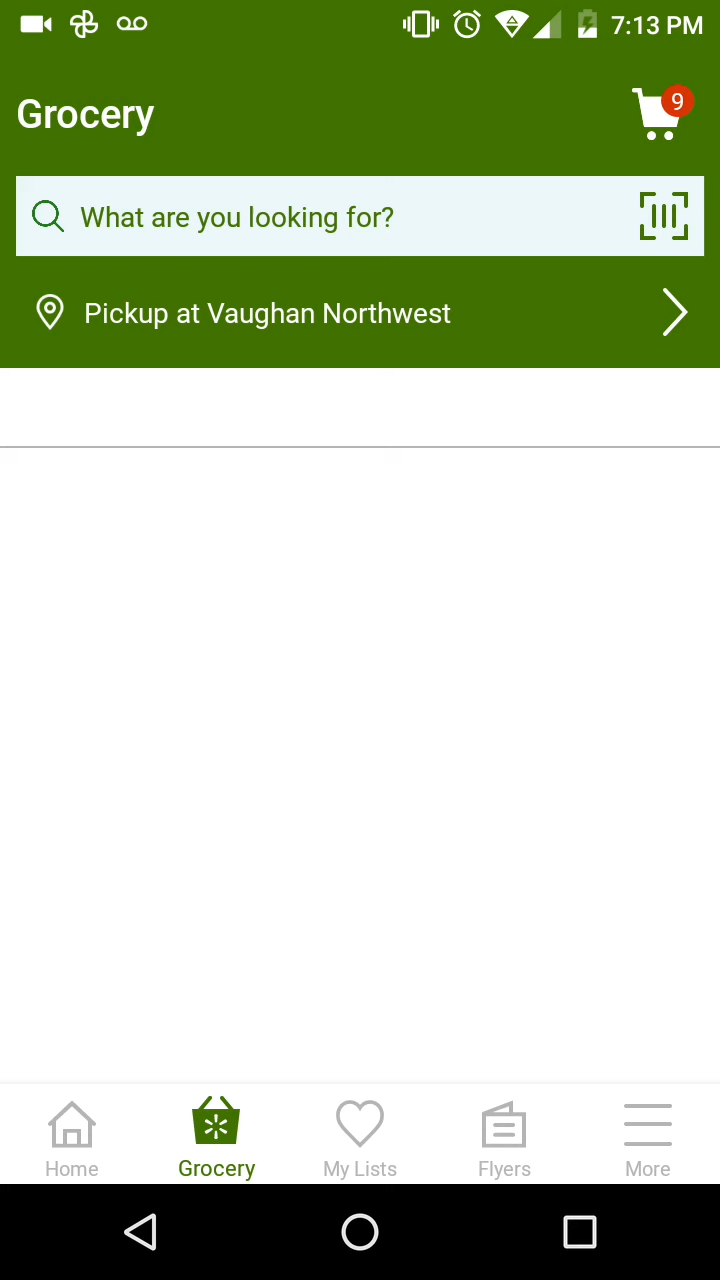 7:13 PM
Grocery
9
What are you looking for?
Pickup at Vaughan Northwest
Home
Grocery
My Lists
Flyers
More